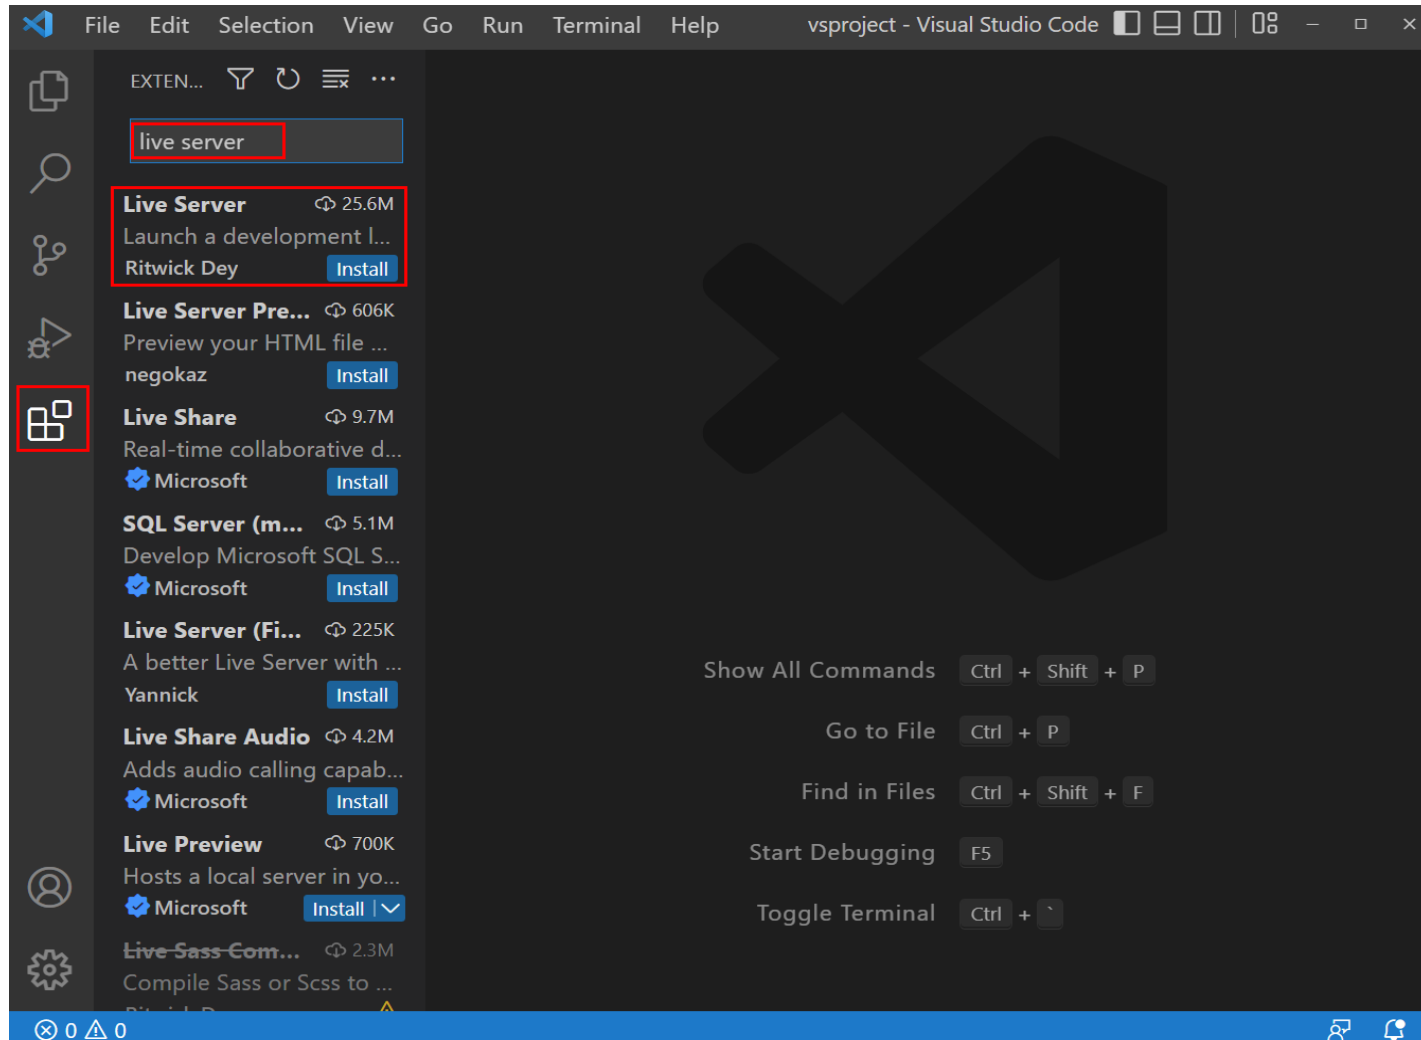 File Edit Selection View Go Run Terminal Help vsproject - Visual Studio Code
EXTEN...
live server
Live Server 25.6M
Launch a development l...
Ritwick Dey Install
Live Server Pre... 606K
Preview your HTML file ...
negokaz Install
Live Share 9.7M
Real-time collaborative d...
Microsoft Install
SQL Server (m... 5.1M
Develop Microsoft SQL S...
Microsoft Install
Live Server (Fi... 225K
A better Live Server with ...
Yannick Install
Live Share Audio 4.2M
Adds audio calling capab...
Microsoft Install
Live Preview 700K
Hosts a local server in yo...
Microsoft Install
Live Sass Com... 2.3M
Compile Sass or Scss to ...
Show All Commands Ctrl + Shift + P
Go to File Ctrl + P
Find in Files Ctrl + Shift + F
Start Debugging F5
Toggle Terminal Ctrl + `
0 0